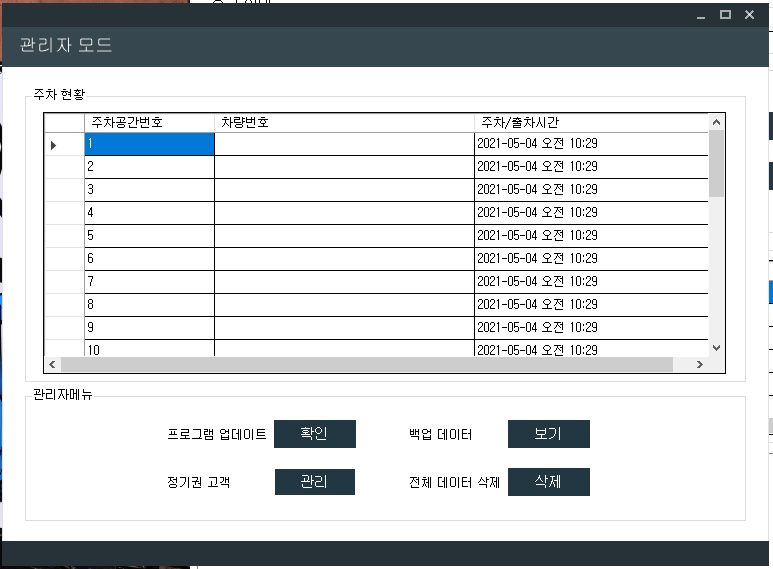 관리자 모드
주차 현황
주차공간번호 차량번호 주차/출차시간
1 2021-05-04 오전 10:29
2 2021-05-04 오전 10:29
3 2021-05-04 오전 10:29
4 2021-05-04 오전 10:29
5 2021-05-04 오전 10:29
6 2021-05-04 오전 10:29
7 2021-05-04 오전 10:29
8 2021-05-04 오전 10:29
9 2021-05-04 오전 10:29
10 2021-05-04 오전 10:29
관리자메뉴
프로그램 업데이트 확인 백업 데이터 보기
정기권 고객 관리 전체 데이터 삭제 삭제